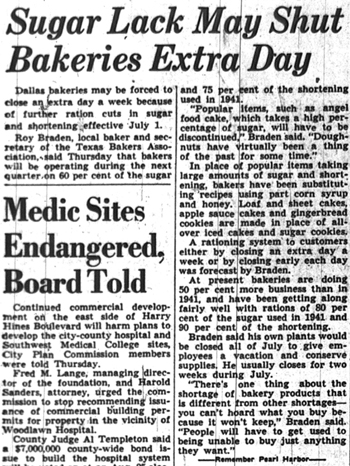 Sugar Lack May Shut
Bakeries Extra Day
Dallas bakeries may be forced to
close an extra day a week because
of further ration cuts in sugar
and shortening effective July 1.
Roy Braden, local baker and sec-
retary of the Texas Bakers Asso-
ciation, said Thursday that bakers
will be operating during the next
quarter on 60 per cent of the sugar
and 75 per cent of the shortening
used in 1941.
"Popular items, such as angel
food cake, which takes a high per-
centage of sugar, will have to be
discontinued," Braden said. "Dough-
nuts have virtually been a thing
of the past for some time."
In place of popular items taking
large amounts of sugar and short-
ening, bakers have been substitut-
ing recipes using part corn syrup
and honey. Loaf and sheet cakes,
apple sauce cakes and gingerbread
cookies are made in place of all-
over iced cakes and sugar cookies.
A rationing system to customers
either by closing an extra day a
week or by closing early each day
was forecast by Braden.
At present bakeries are doing
50 per cent more business than in
1941, and have been getting along
fairly well with rations of 80 per
cent of the sugar used in 1941 and
90 per cent of the shortening.
Braden said his own plants would
be closed all of July to give em-
ployees a vacation and conserve
supplies. He usually closes for two
weeks during July.
"There's one thing about the
shortage of bakery products that
is different from other shortages—
you can't hoard what you buy be-
cause it won't keep," Braden said.
"People will have to get used to
being unable to buy just anything
they want."
—Remember Pearl Harbor—
Medic Sites
Endangered,
Board Told
Continued commercial develop-
ment on the east side of Harry
Hines Boulevard will harm plans to
develop the city-county hospital and
Southwest Medical College sites,
City Plan Commission members
were told Thursday.
Fred M. Lange, managing direc-
tor of the foundation, and Harold
Sanders, attorney, urged the com-
mission to stop recommending issu-
ance of commercial building per-
mits for property in the vicinity of
Woodlawn Hospital.
County Judge Al Templeton said
a $7,000,000 county-wide bond is-
sue to build the hospital system